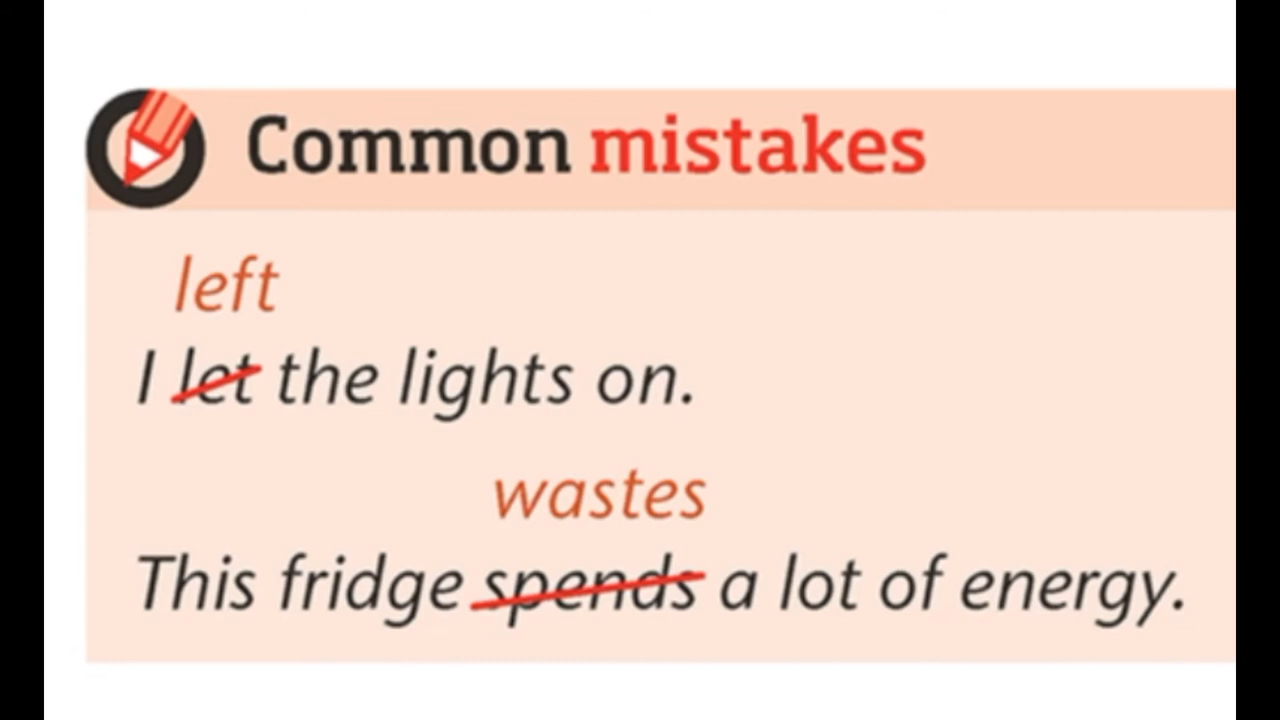 Common mistakes
left
I let the lights on.
wastes
This fridge spends a lot of energy.